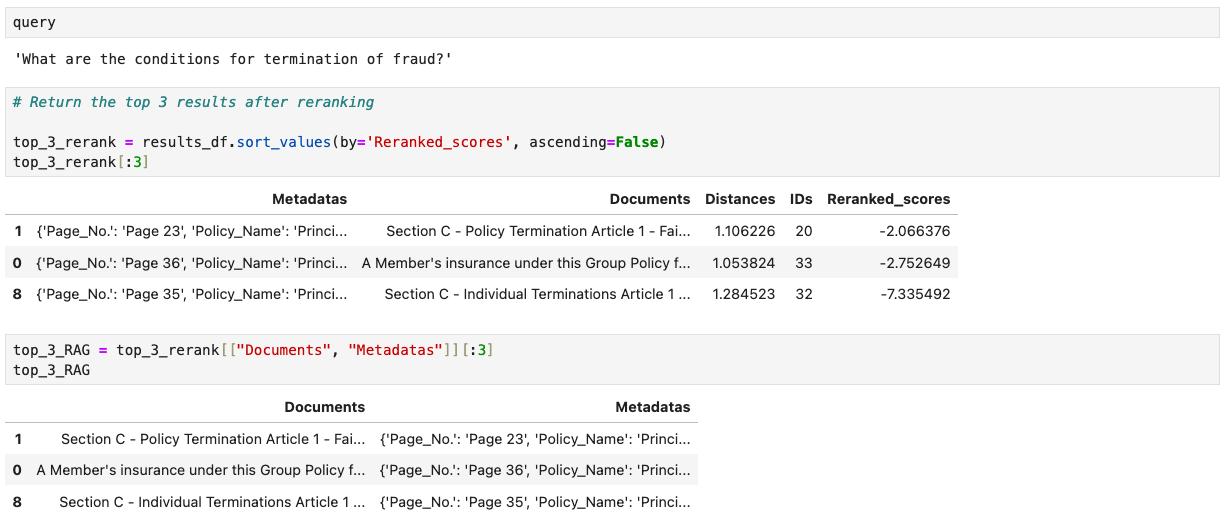 query
'What are the conditions for termination of fraud?'
# Return the top 3 results after reranking
top_3_rerank = results_df.sort_values(by='Reranked_scores', ascending=False)
top_3_rerank[:3]
Metadatas Documents Distances IDs Reranked_scores
1 {'Page_No.': 'Page 23', 'Policy_Name': 'Princi... Section C - Policy Termination Article 1 - Fai... 1.106226 20 -2.066376
0 {'Page_No.': 'Page 36', 'Policy_Name': 'Princi... A Member's insurance under this Group Policy f... 1.053824 33 -2.752649
8 {'Page_No.': 'Page 35', 'Policy_Name': 'Princi... Section C - Individual Terminations Article 1 ... 1.284523 32 -7.335492
top_3_RAG = top_3_rerank[["Documents", "Metadatas"]][:3]
top_3_RAG
Documents Metadatas
1 Section C - Policy Termination Article 1 - Fai... {'Page_No.': 'Page 23', 'Policy_Name': 'Princi...
0 A Member's insurance under this Group Policy f... {'Page_No.': 'Page 36', 'Policy_Name': 'Princi...
8 Section C - Individual Terminations Article 1 ... {'Page_No.': 'Page 35', 'Policy_Name': 'Princi...